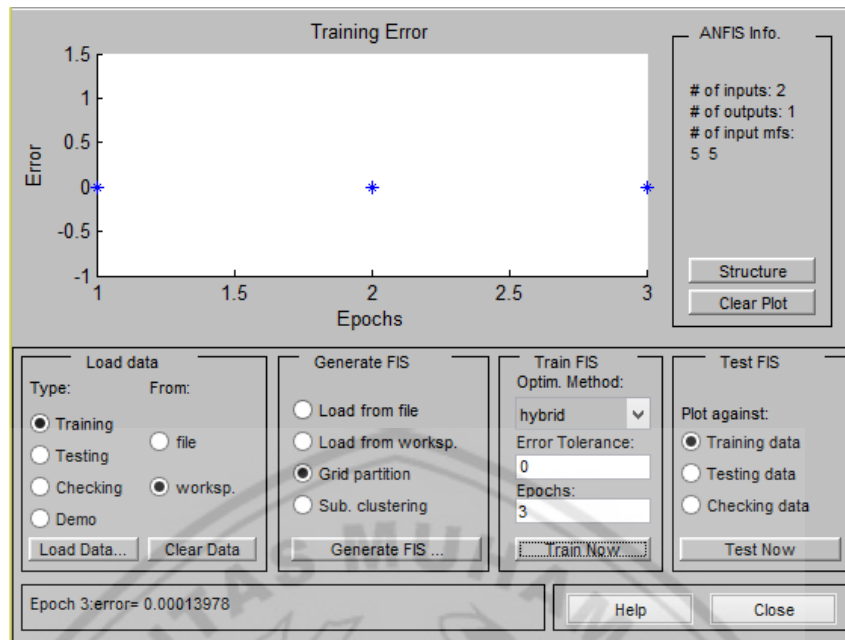 Training Error
1.5
1
0.5
0
-0.5
-1
Error
1 1.5 2 2.5 3
Epochs
ANFIS Info.
# of inputs: 2
# of outputs: 1
# of input mfs:
5 5
Structure
Clear Plot
Load data
Type: From:
Training
file
Testing
Checking
worksp.
Demo
Load Data... Clear Data
Generate FIS
Load from file
Load from worksp.
Grid partition
Sub. clustering
Generate FIS ...
Train FIS
Optim. Method:
hybrid
Error Tolerance:
0
Epochs:
3
Train Now
Test FIS
Plot against:
Training data
Testing data
Checking data
Test Now
Epoch 3:error= 0.00013978
Help Close
ITAS MUHAM